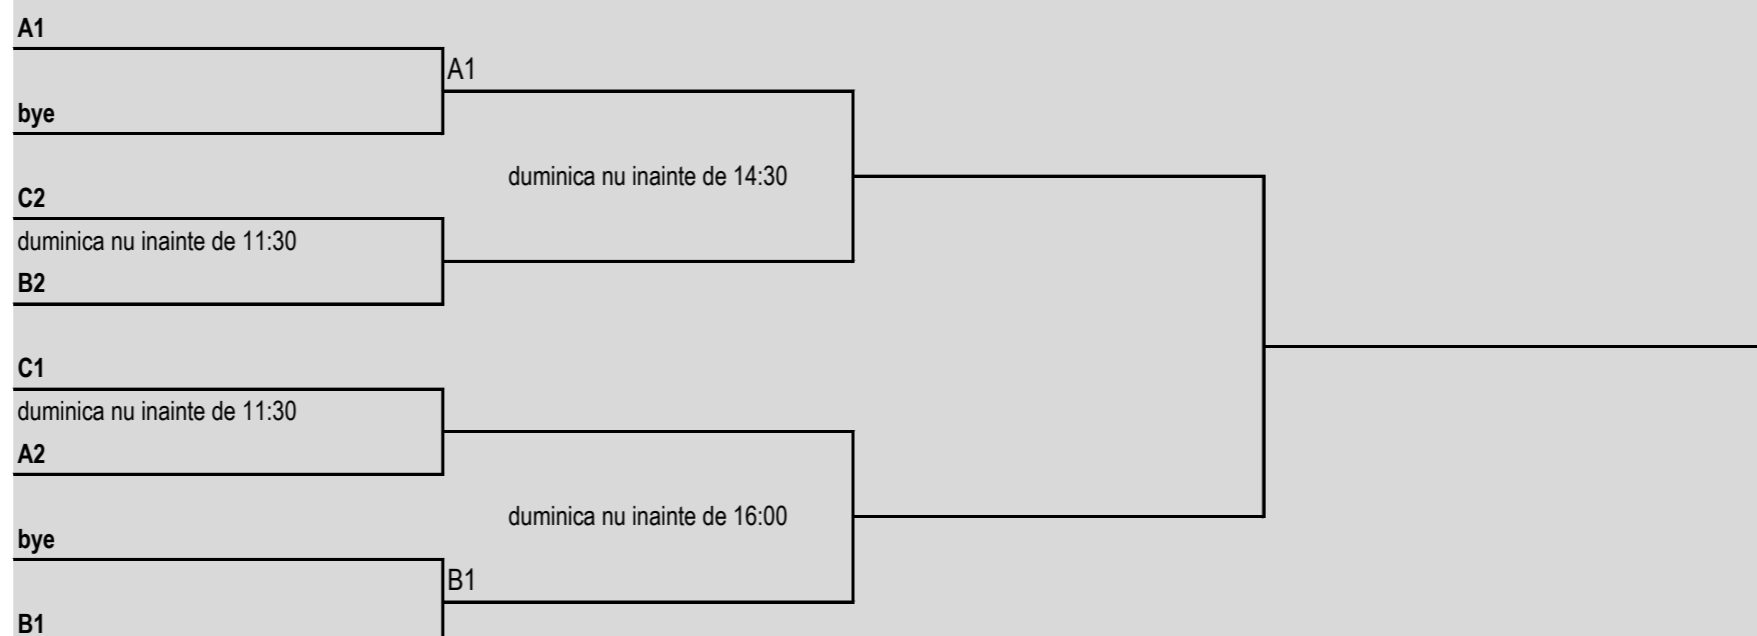 A1
A1
bye
duminica nu inainte de 14:30
C2
duminica nu inainte de 11:30
B2
C1
duminica nu inainte de 11:30
A2
duminica nu inainte de 16:00
bye
B1
B1